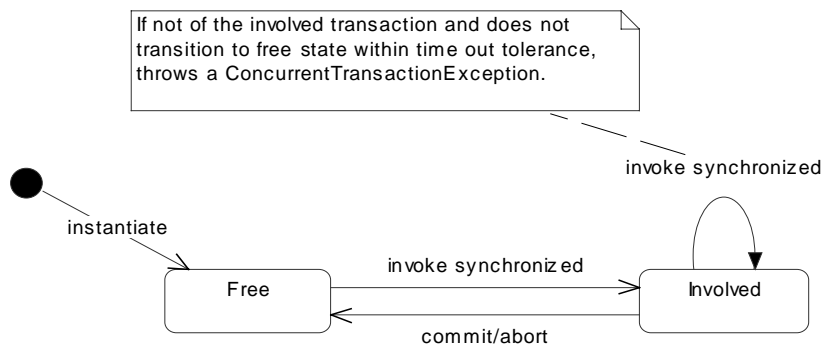 If not of the involved transaction and does not
transition to free state within time out tolerance,
throws a ConcurrentTransactionException.
invoke synchronized
instantiate
Free
invoke synchronized
Involved
commit/abort